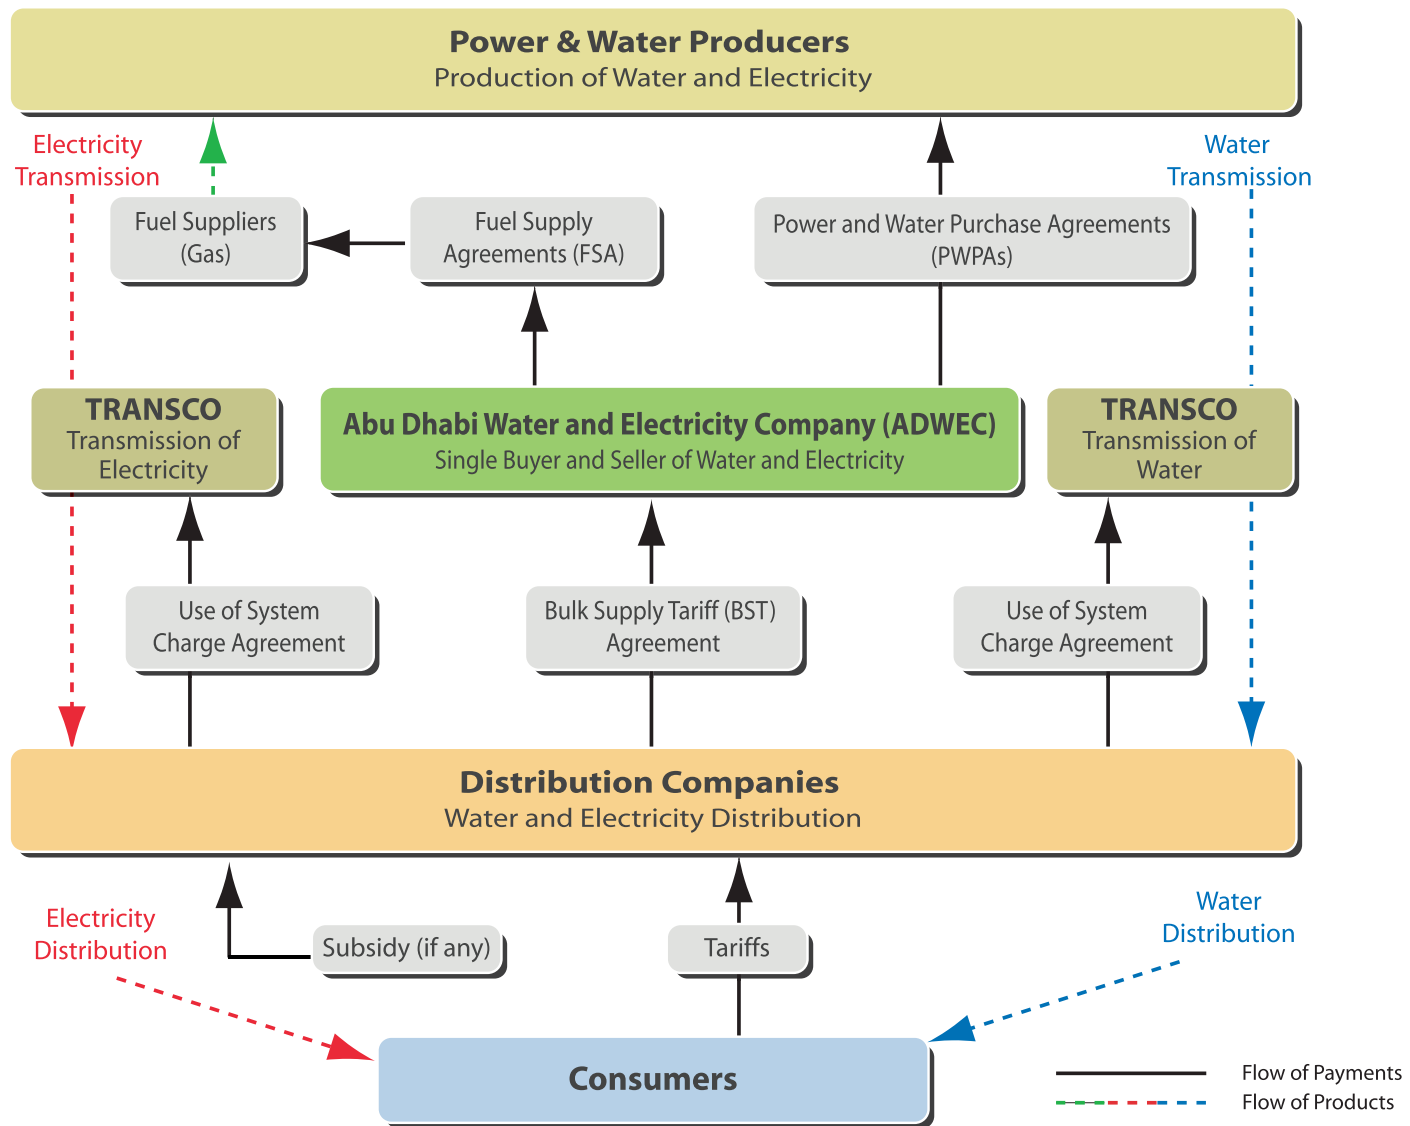 Power & Water Producers
Production of Water and Electricity
Electricity
Transmission
Water
Transmission
Fuel Suppliers
(Gas)
Fuel Supply
Agreements (FSA)
Power and Water Purchase Agreements
(PWPAs)
TRANSCO
Transmission of
Electricity
Abu Dhabi Water and Electricity Company (ADWEC)
Single Buyer and Seller of Water and Electricity
TRANSCO
Transmission of
Water
Use of System
Charge Agreement
Bulk Supply Tariff (BST)
Agreement
Use of System
Charge Agreement
Distribution Companies
Water and Electricity Distribution
Electricity
Distribution
Subsidy (if any)
Tariffs
Water
Distribution
Consumers
Flow of Payments
Flow of Products